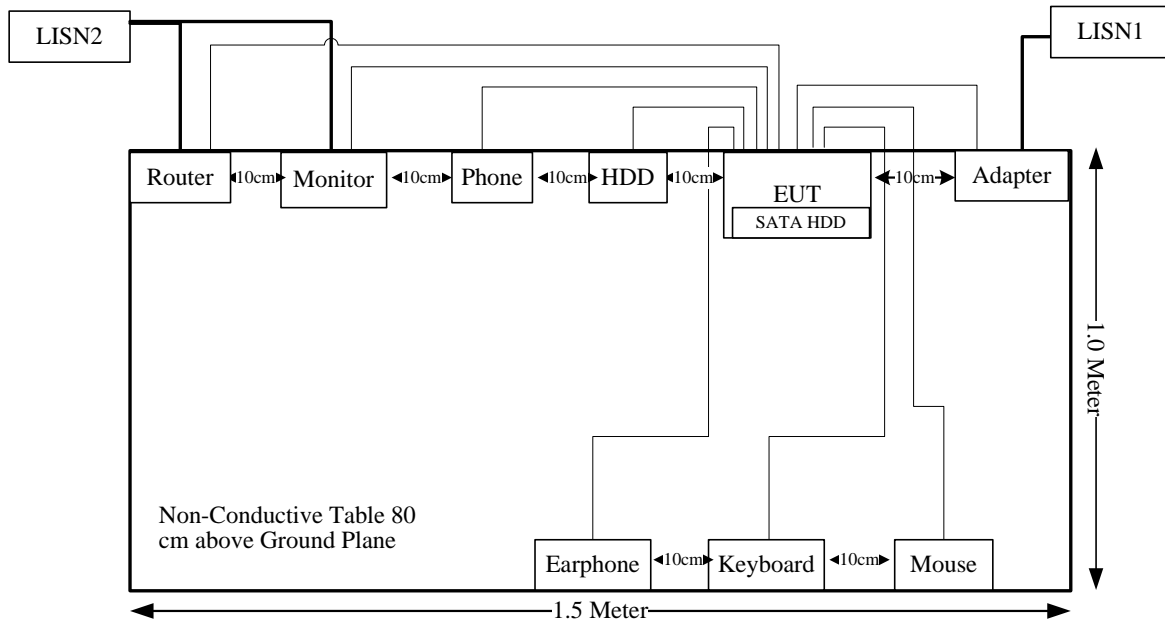 LISN2
LISN1
Router
10cm
Monitor
10cm
Phone
10cm
HDD
10cm
EUT
SATA HDD
10cm
Adapter
1.0 Meter
Non-Conductive Table 80
cm above Ground Plane
Earphone
10cm
Keyboard
10cm
Mouse
1.5 Meter